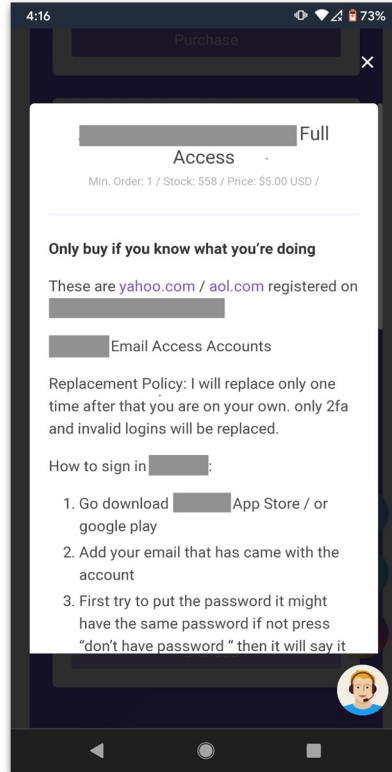 4:16
73%
Purchase
Full
Access
Min. Order: 1 / Stock: 558 / Price: $5.00 USD /
Only buy if you know what you're doing
These are yahoo.com / aol.com registered on
Email Access Accounts
Replacement Policy: I will replace only one
time after that you are on your own. only 2fa
and invalid logins will be replaced.
How to sign in :
1. Go download App Store / or
google play
2. Add your email that has came with the
account
3. First try to put the password it might
have the same password if not press
“don't have password “ then it will say it